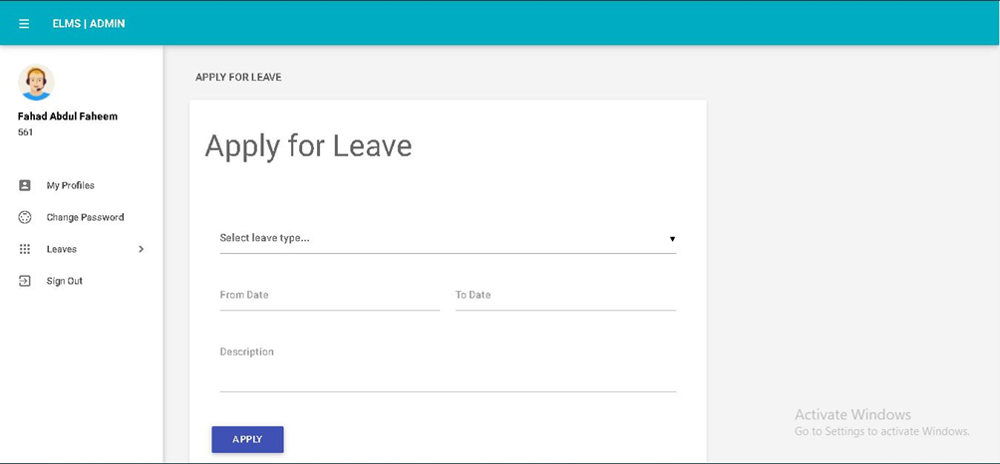 ELMS | ADMIN
Fahad Abdul Faheem
561
My Profiles
Change Password
Leaves
Sign Out
APPLY FOR LEAVE
Apply for Leave
Select leave type...
From Date To Date
Description
APPLY
Activate Windows
Go to Settings to activate Windows.